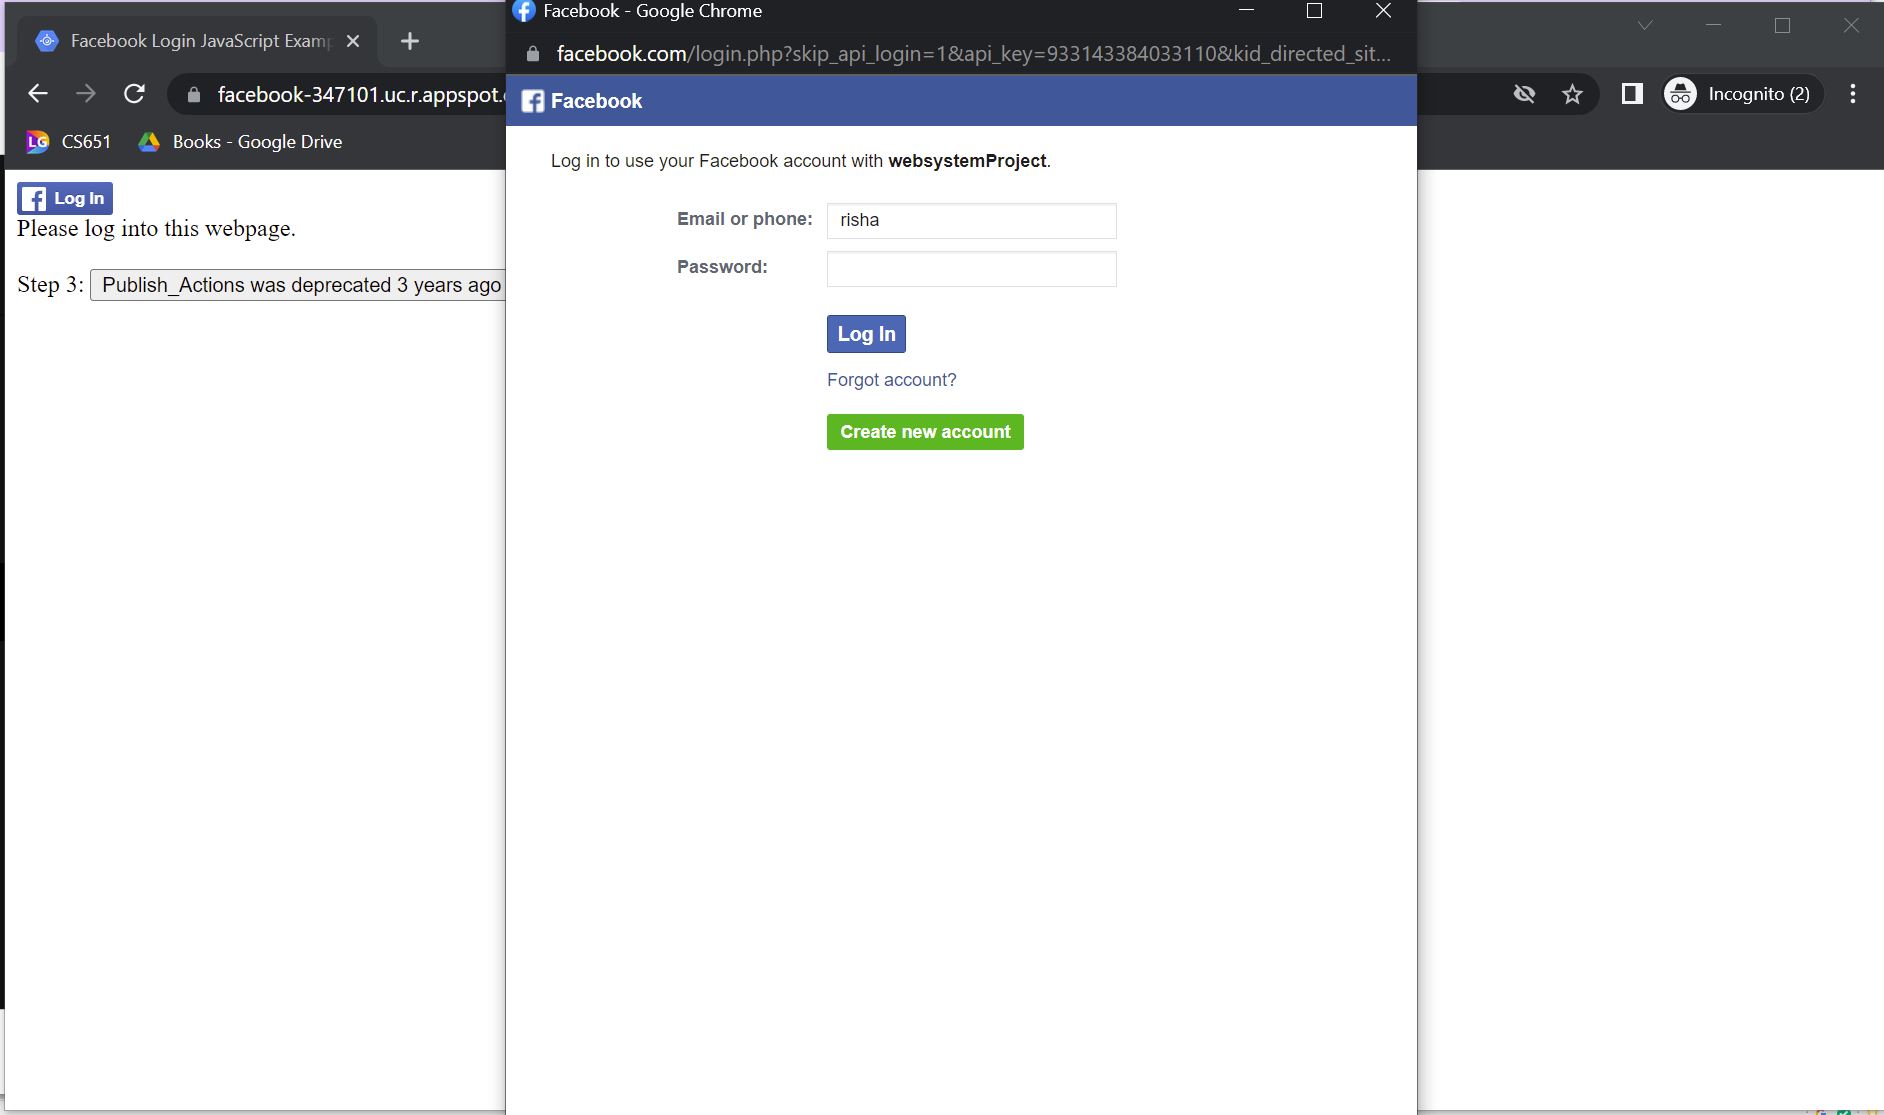 Facebook - Google Chrome
Facebook Login JavaScript Examp
facebook.com/login.php?skip_api_login=1&api_key=933143384033110&kid_directed_sit...
facebook-347101.uc.r.appspot.
Incognito (2)
LG CS651 Books - Google Drive
Facebook
Log in to use your Facebook account with websystemProject.
Log In
Please log into this webpage.
Step 3: Publish_Actions was deprecated 3 years ago
Email or phone: risha
Password:
Log In
Forgot account?
Create new account